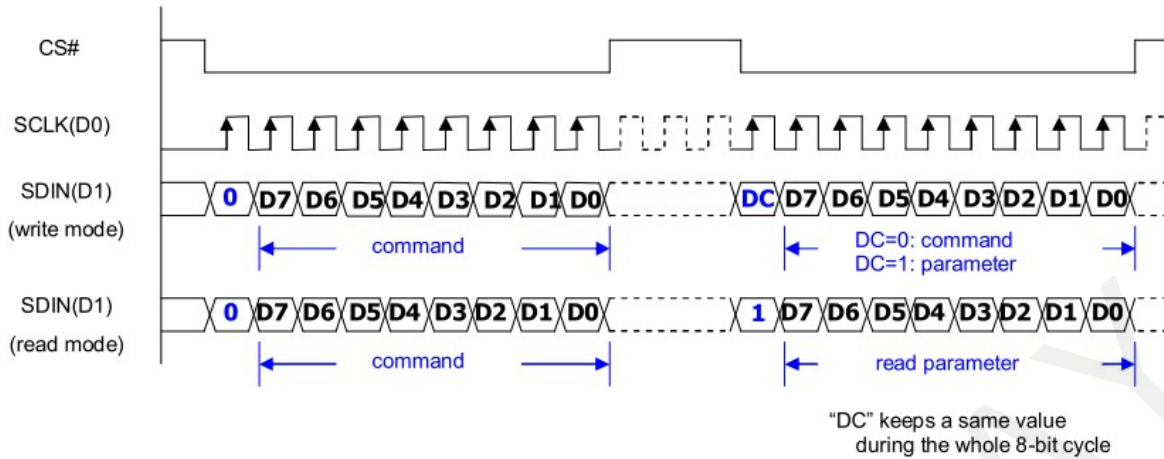 CS#
SCLK(D0)
SDIN(D1)
(write mode)
0 D7 D6 D5 D4 D3 D2 D1 D0
DC D7 D6 D5 D4 D3 D2 D1 D0
command
DC=0: command
DC=1: parameter
SDIN(D1)
(read mode)
0 D7 D6 D5 D4 D3 D2 D1 D0
1 D7 D6 D5 D4 D3 D2 D1 D0
command
read parameter
“DC” keeps a same value
during the whole 8-bit cycle